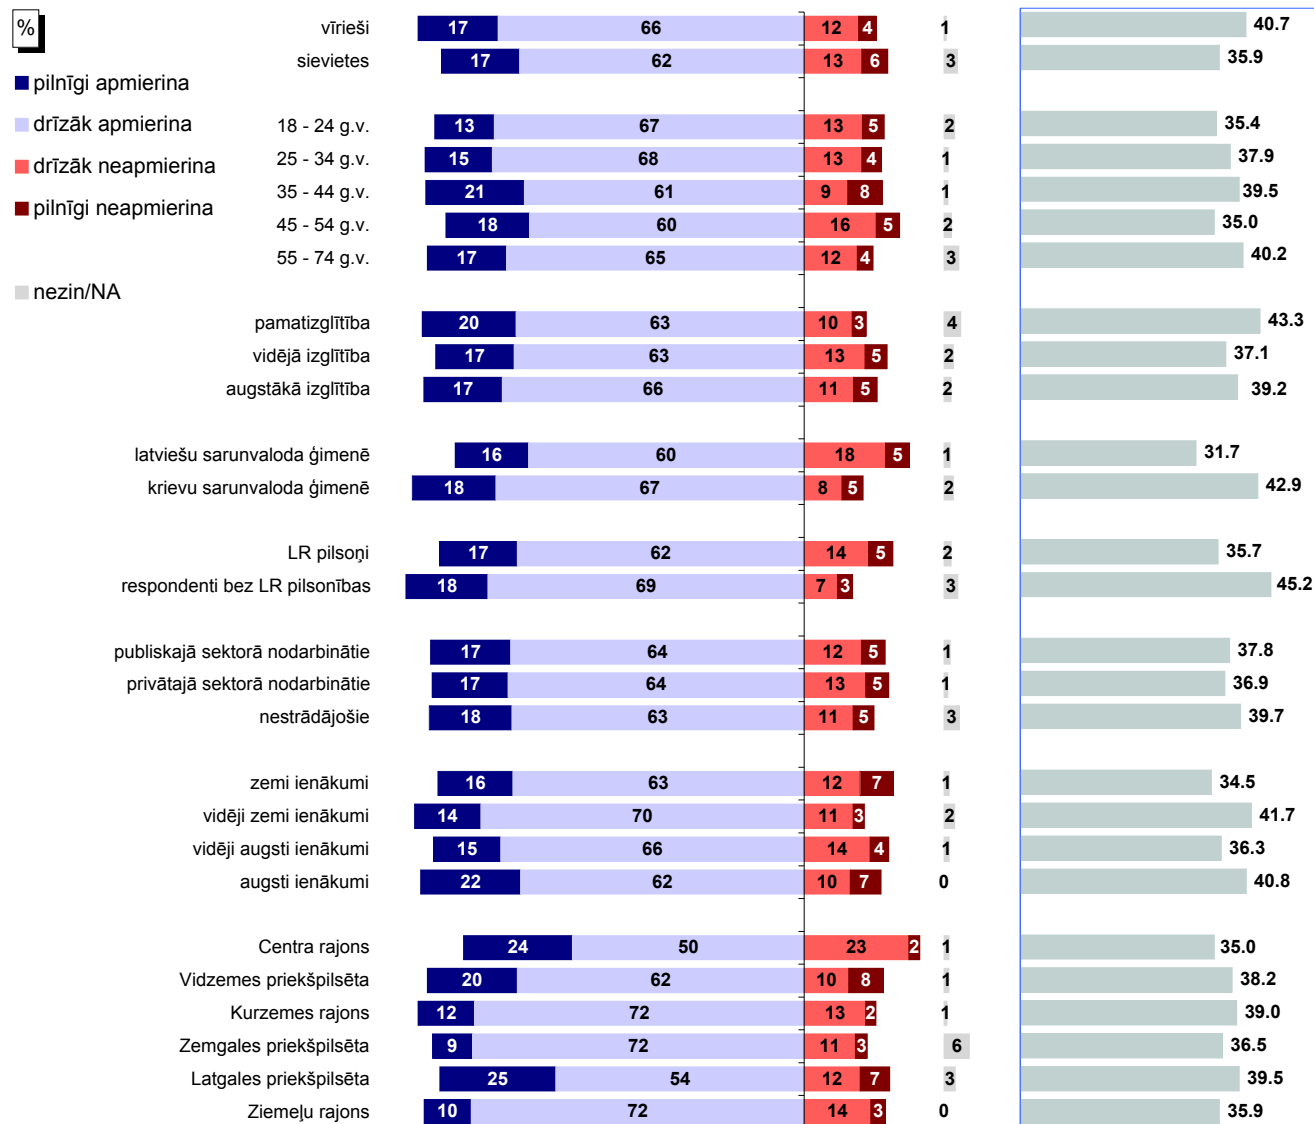 %
pilnīgi apmierina
drīzāk apmierina
drīzāk neapmierina
pilnīgi neapmierina
nezin/NA
vīrieši 17 66 12 4 1 40.7
sievietes 17 62 13 6 3 35.9
18 - 24 g.v. 13 67 13 5 2 35.4
25 - 34 g.v. 15 68 13 4 1 37.9
35 - 44 g.v. 21 61 9 8 1 39.5
45 - 54 g.v. 18 60 16 5 2 35.0
55 - 74 g.v. 17 65 12 4 3 40.2
pamatizglītība 20 63 10 3 4 43.3
vidējā izglītība 17 63 13 5 2 37.1
augstākā izglītība 17 66 11 5 2 39.2
latviešu sarunvaloda ģimenē 16 60 18 5 1 31.7
krievu sarunvaloda ģimenē 18 67 8 5 2 42.9
LR pilsoņi 17 62 14 5 2 35.7
respondenti bez LR pilsonības 18 69 7 3 3 45.2
publiskajā sektorā nodarbinātie 17 64 12 5 1 37.8
privātajā sektorā nodarbinātie 17 64 13 5 1 36.9
nestrādājošie 18 63 11 5 3 39.7
zemi ienākumi 16 63 12 7 1 34.5
vidēji zemi ienākumi 14 70 11 3 2 41.7
vidēji augsti ienākumi 15 66 14 4 1 36.3
augsti ienākumi 22 62 10 7 0 40.8
Centra rajons 24 50 23 2 1 35.0
Vidzemes priekšpilsēta 20 62 10 8 1 38.2
Kurzemes rajons 12 72 13 2 1 39.0
Zemgales priekšpilsēta 9 72 11 3 6 36.5
Latgales priekšpilsēta 25 54 12 7 3 39.5
Ziemeļu rajons 10 72 14 3 0 35.9